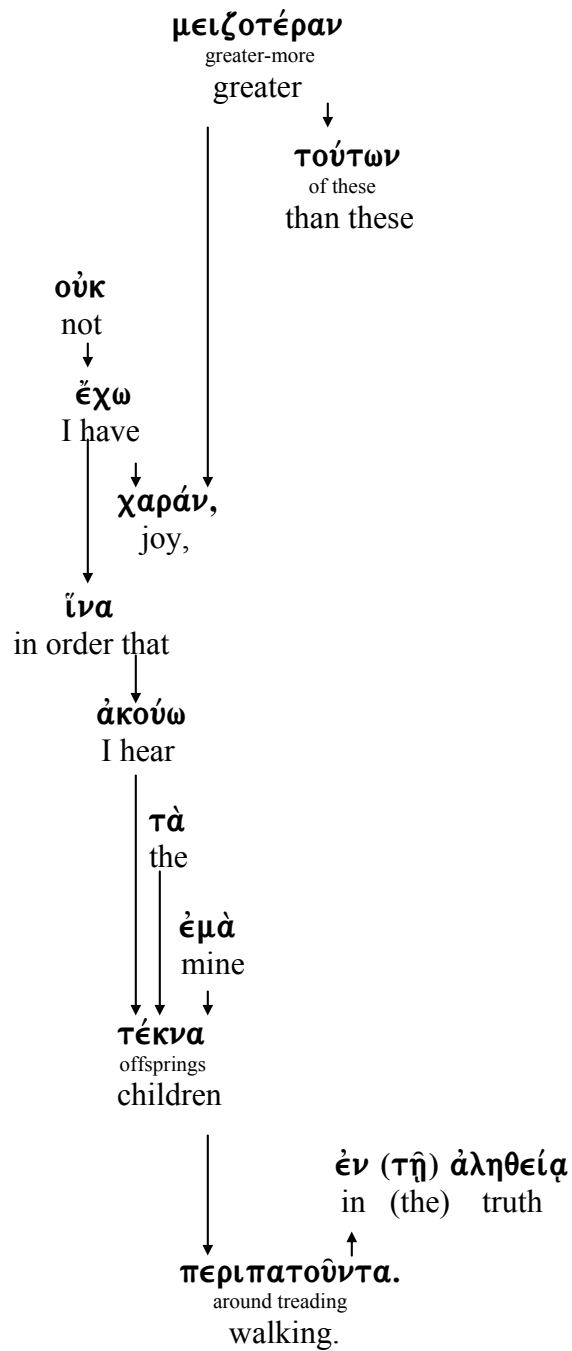 μειζοτέραν
greater-more
greater
τούτων
of these
than these
οὐκ
not
ἔχω
I have
χαράν,
joy,
ἵνα
in order that
ἀκούω
I hear
τὰ
the
ἐμὰ
mine
τέκνα
offsprings
children
ἐν (τῇ) ἀληθείᾳ
in (the) truth
περιπατοῦντα.
around treading
walking.